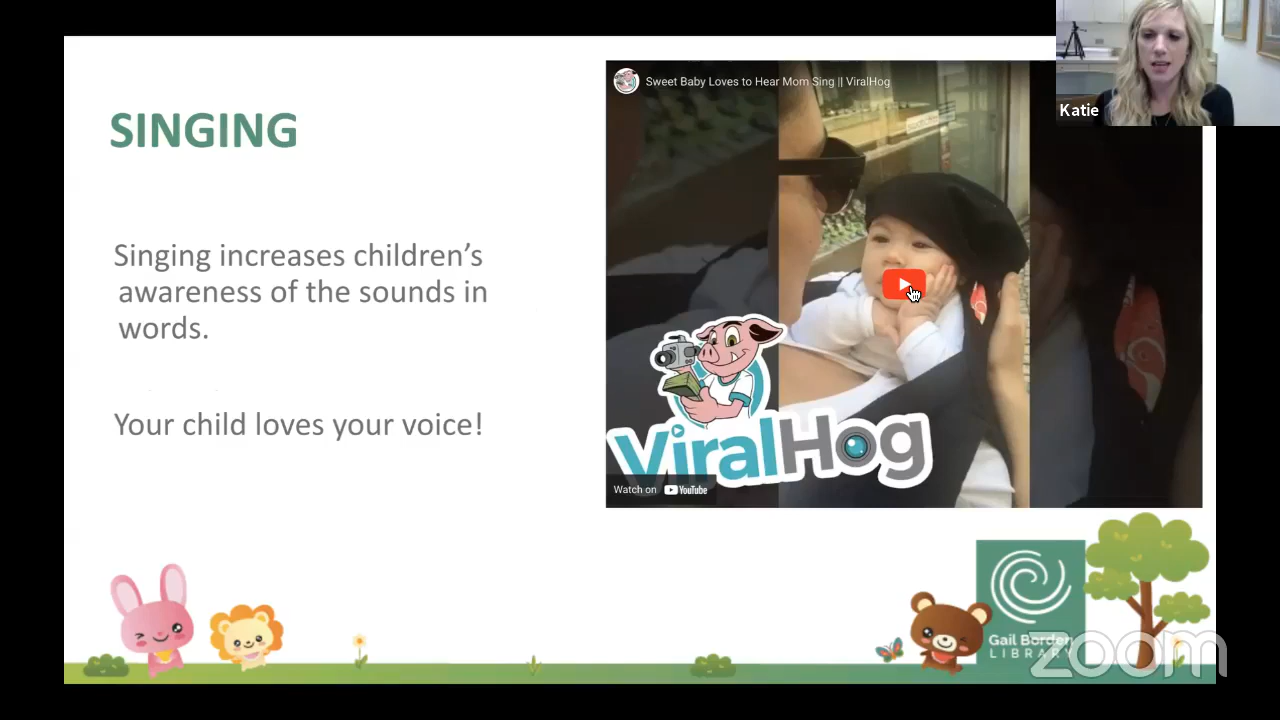 Sweet Baby Loves to Hear Mom Sing || ViralHog
Katie
SINGING
Singing increases children's
awareness of the sounds in
words.
Your child loves your voice!
ViralHog
Watch on YouTube
Gail Borden
LIBRARY
zoom